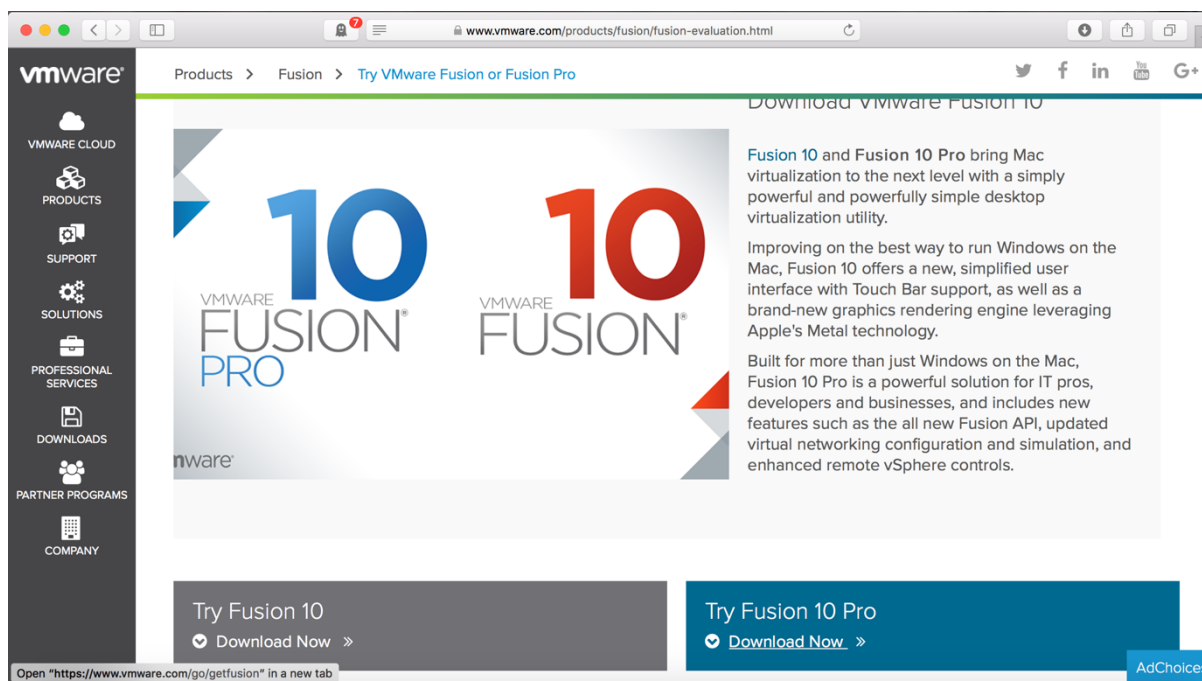 7
www.vmware.com/products/fusion/fusion-evaluation.html
vmware®
Products > Fusion > Try VMware Fusion or Fusion Pro
f in You Tube G+
VMWARE CLOUD
PRODUCTS
SUPPORT
SOLUTIONS
PROFESSIONAL
SERVICES
DOWNLOADS
PARTNER PROGRAMS
COMPANY
10
VMWARE
FUSION®
PRO
10
VMWARE
FUSION®
mware®
Download VMware Fusion 10
Fusion 10 and Fusion 10 Pro bring Mac
virtualization to the next level with a simply
powerful and powerfully simple desktop
virtualization utility.
Improving on the best way to run Windows on the
Mac, Fusion 10 offers a new, simplified user
interface with Touch Bar support, as well as a
brand-new graphics rendering engine leveraging
Apple's Metal technology.
Built for more than just Windows on the Mac,
Fusion 10 Pro is a powerful solution for IT pros,
developers and businesses, and includes new
features such as the all new Fusion API, updated
virtual networking configuration and simulation, and
enhanced remote vSphere controls.
Try Fusion 10
Download Now »
Try Fusion 10 Pro
Download Now »
Open "https://www.vmware.com/go/getfusion" in a new tab
AdChoices